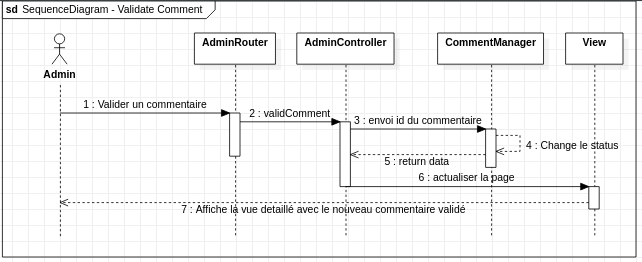 sd SequenceDiagram - Validate Comment
AdminRouter AdminController CommentManager View
Admin
1 : Valider un commentaire
2 : validComment
3 : envoi id du commentaire
4 : Change le status
5 : return data
6 : actualiser la page
7 : Affiche la vue detaillé avec le nouveau commentaire validé